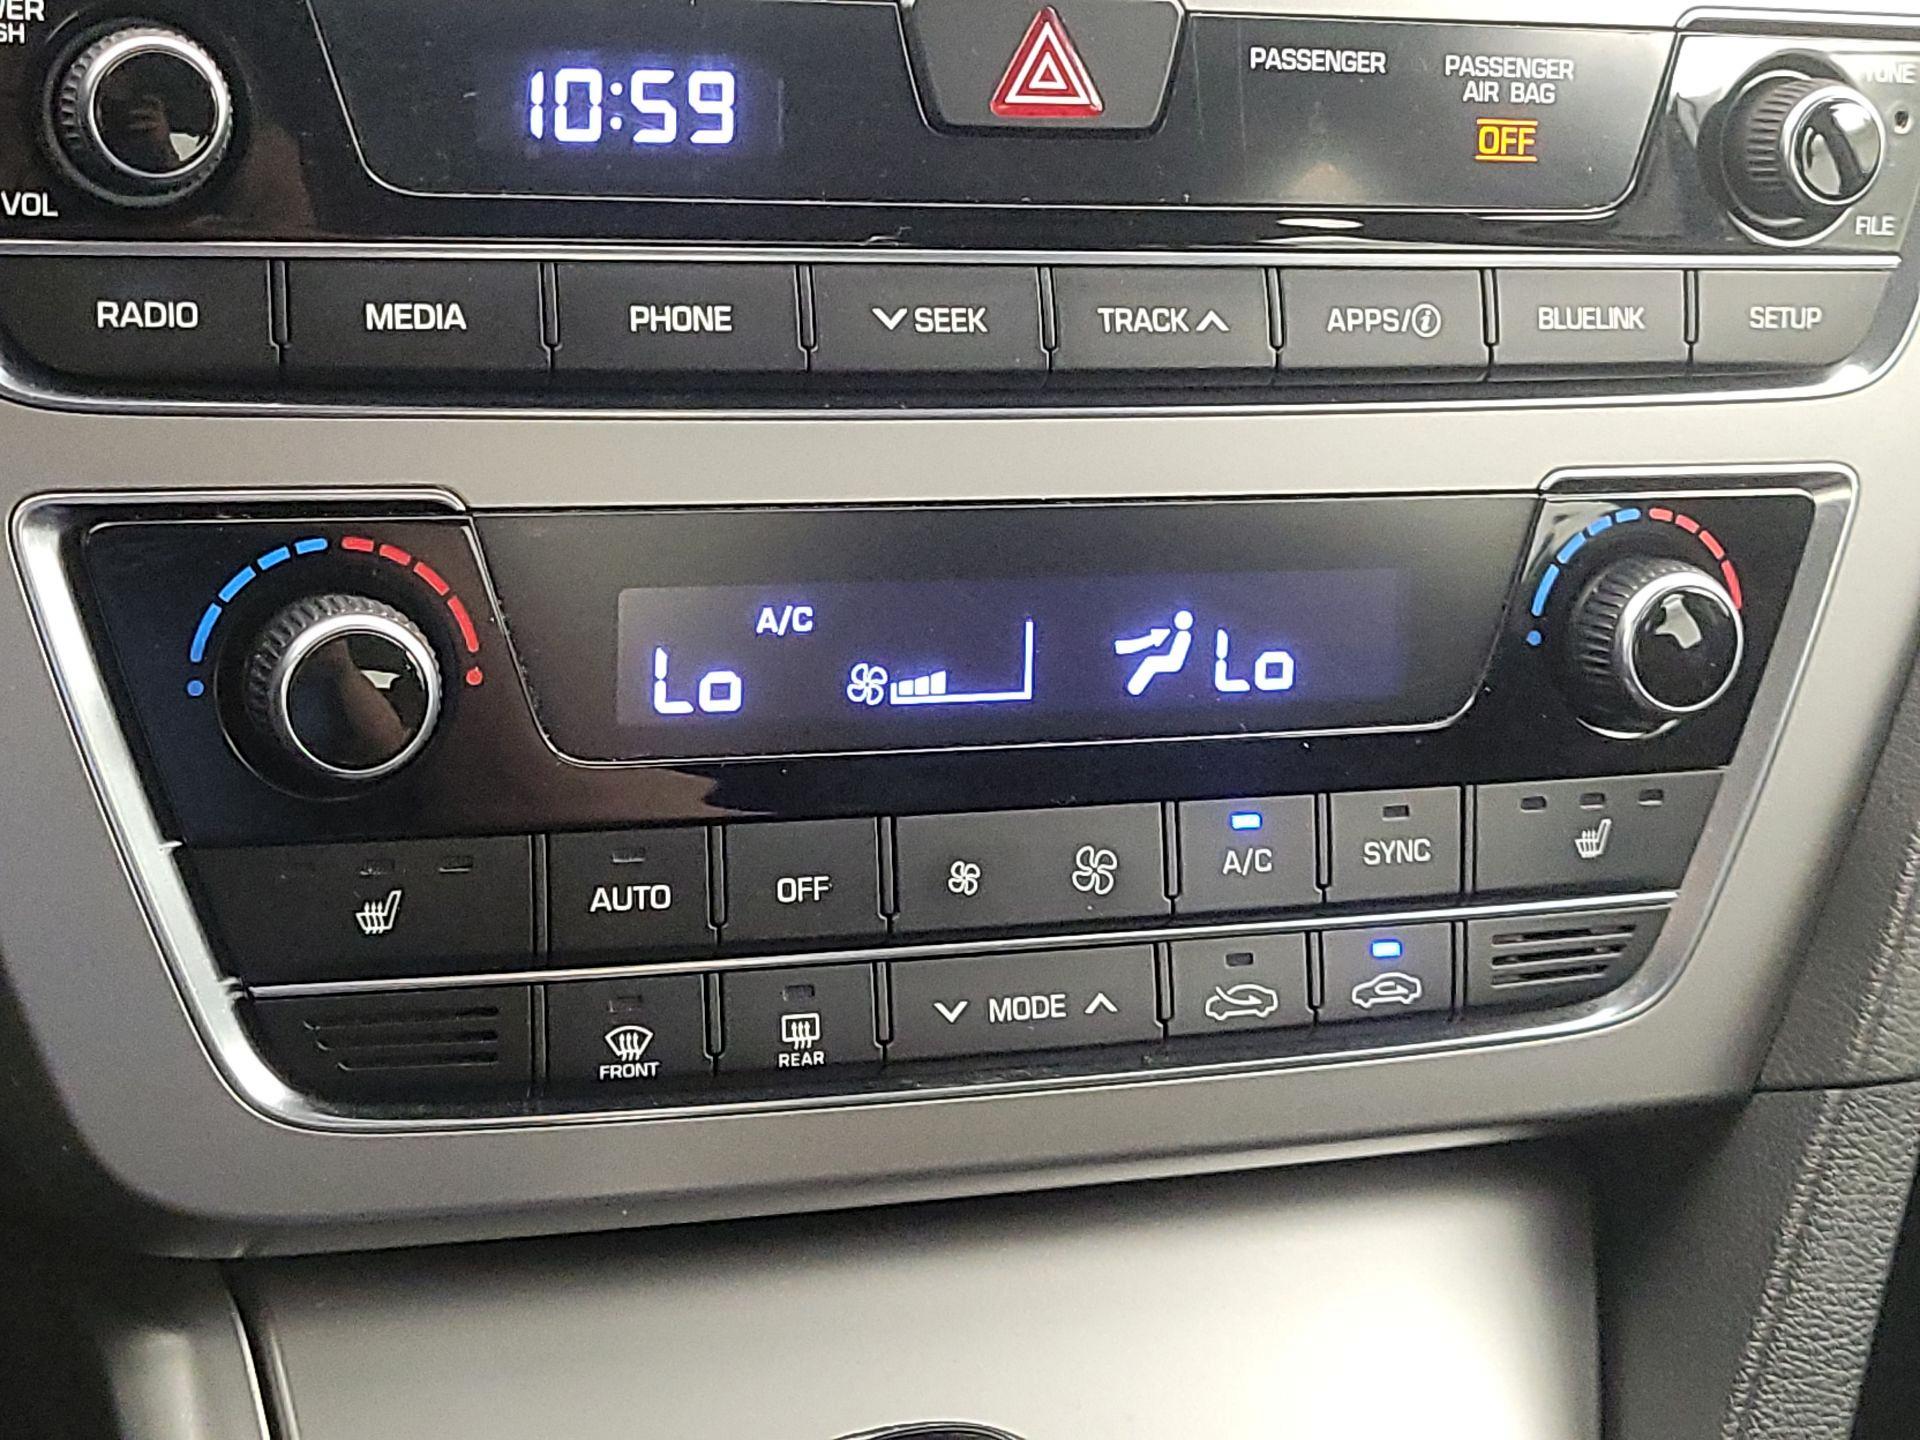 VOL
10:59
PASSENGER
PASSENGER
AIR BAG
OFF
TUNE
FILE
RADIO
MEDIA
PHONE
SEEK
TRACK
APPS/i
BLUELINK
SETUP
A/C
Lo
Lo
AUTO
OFF
A/C
SYNC
FRONT
REAR
MODE